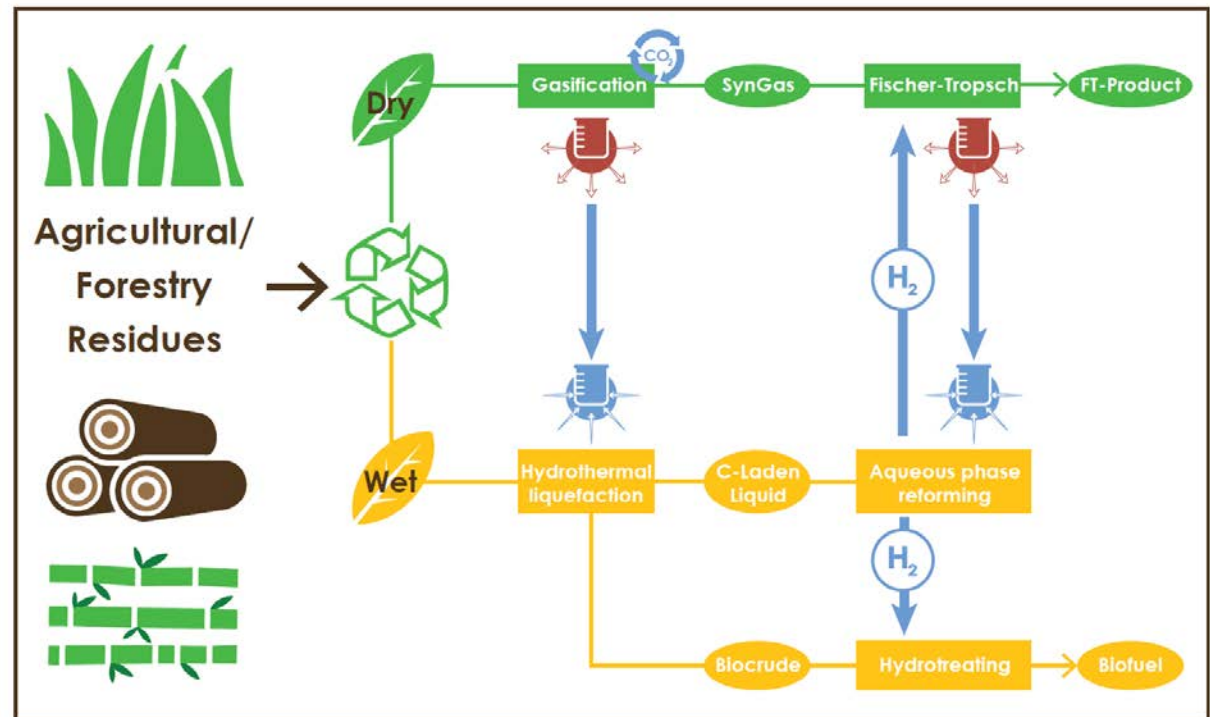 Agricultural/
Forestry
Residues
Dry
Gasification
CO₂
SynGas
Fischer-Tropsch
FT-Product
H₂
Wet
Hydrothermal
liquefaction
C-Laden
Liquid
Aqueous phase
reforming
H₂
Biocrude
Hydrotreating
Biofuel